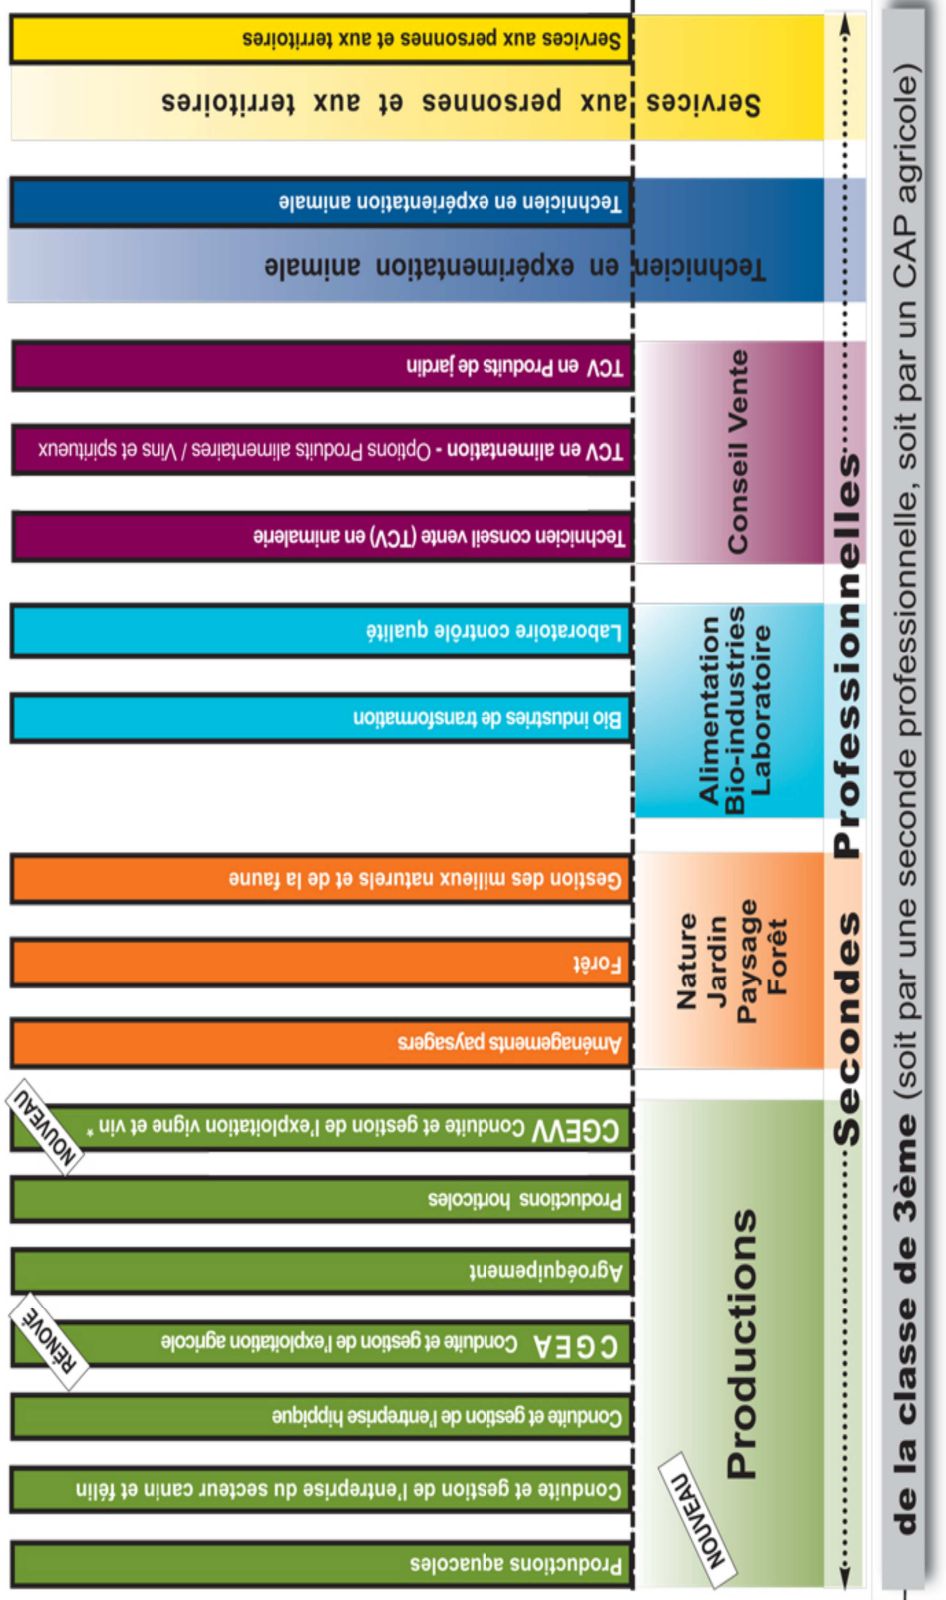 Services aux personnes et aux territoires
Services aux personnes et aux territoires
Technicien en expérientation animale
Technicien en expérimentation animale
TCV en Produits de jardin
TCV en alimentation - Options Produits alimentaires / Vins et spiritueux
Technicien conseil vente (TCV) en animalerie
Conseil Vente
Laboratoire contrôle qualité
Bio industries de transformation
Alimentation
Bio-industries
Laboratoire
Gestion des milieux naturels et de la faune
Forêt
Aménagements paysagers
Nature
Jardin
Paysage
Forêt
NOUVEAU
CGEVV Conduite et gestion de l'exploitation vigne et vin *
Productions horticoles
Agroéquipement
RÉNOVÉ
CGEA Conduite et gestion de l'exploitation agricole
Conduite et gestion de l'entreprise hippique
Conduite et gestion de l'entreprise du secteur canin et félin
Productions aquacoles
Productions
NOUVEAU
Secondes Professionnelles
de la classe de 3ème (soit par une seconde professionnelle, soit par un CAP agricole)